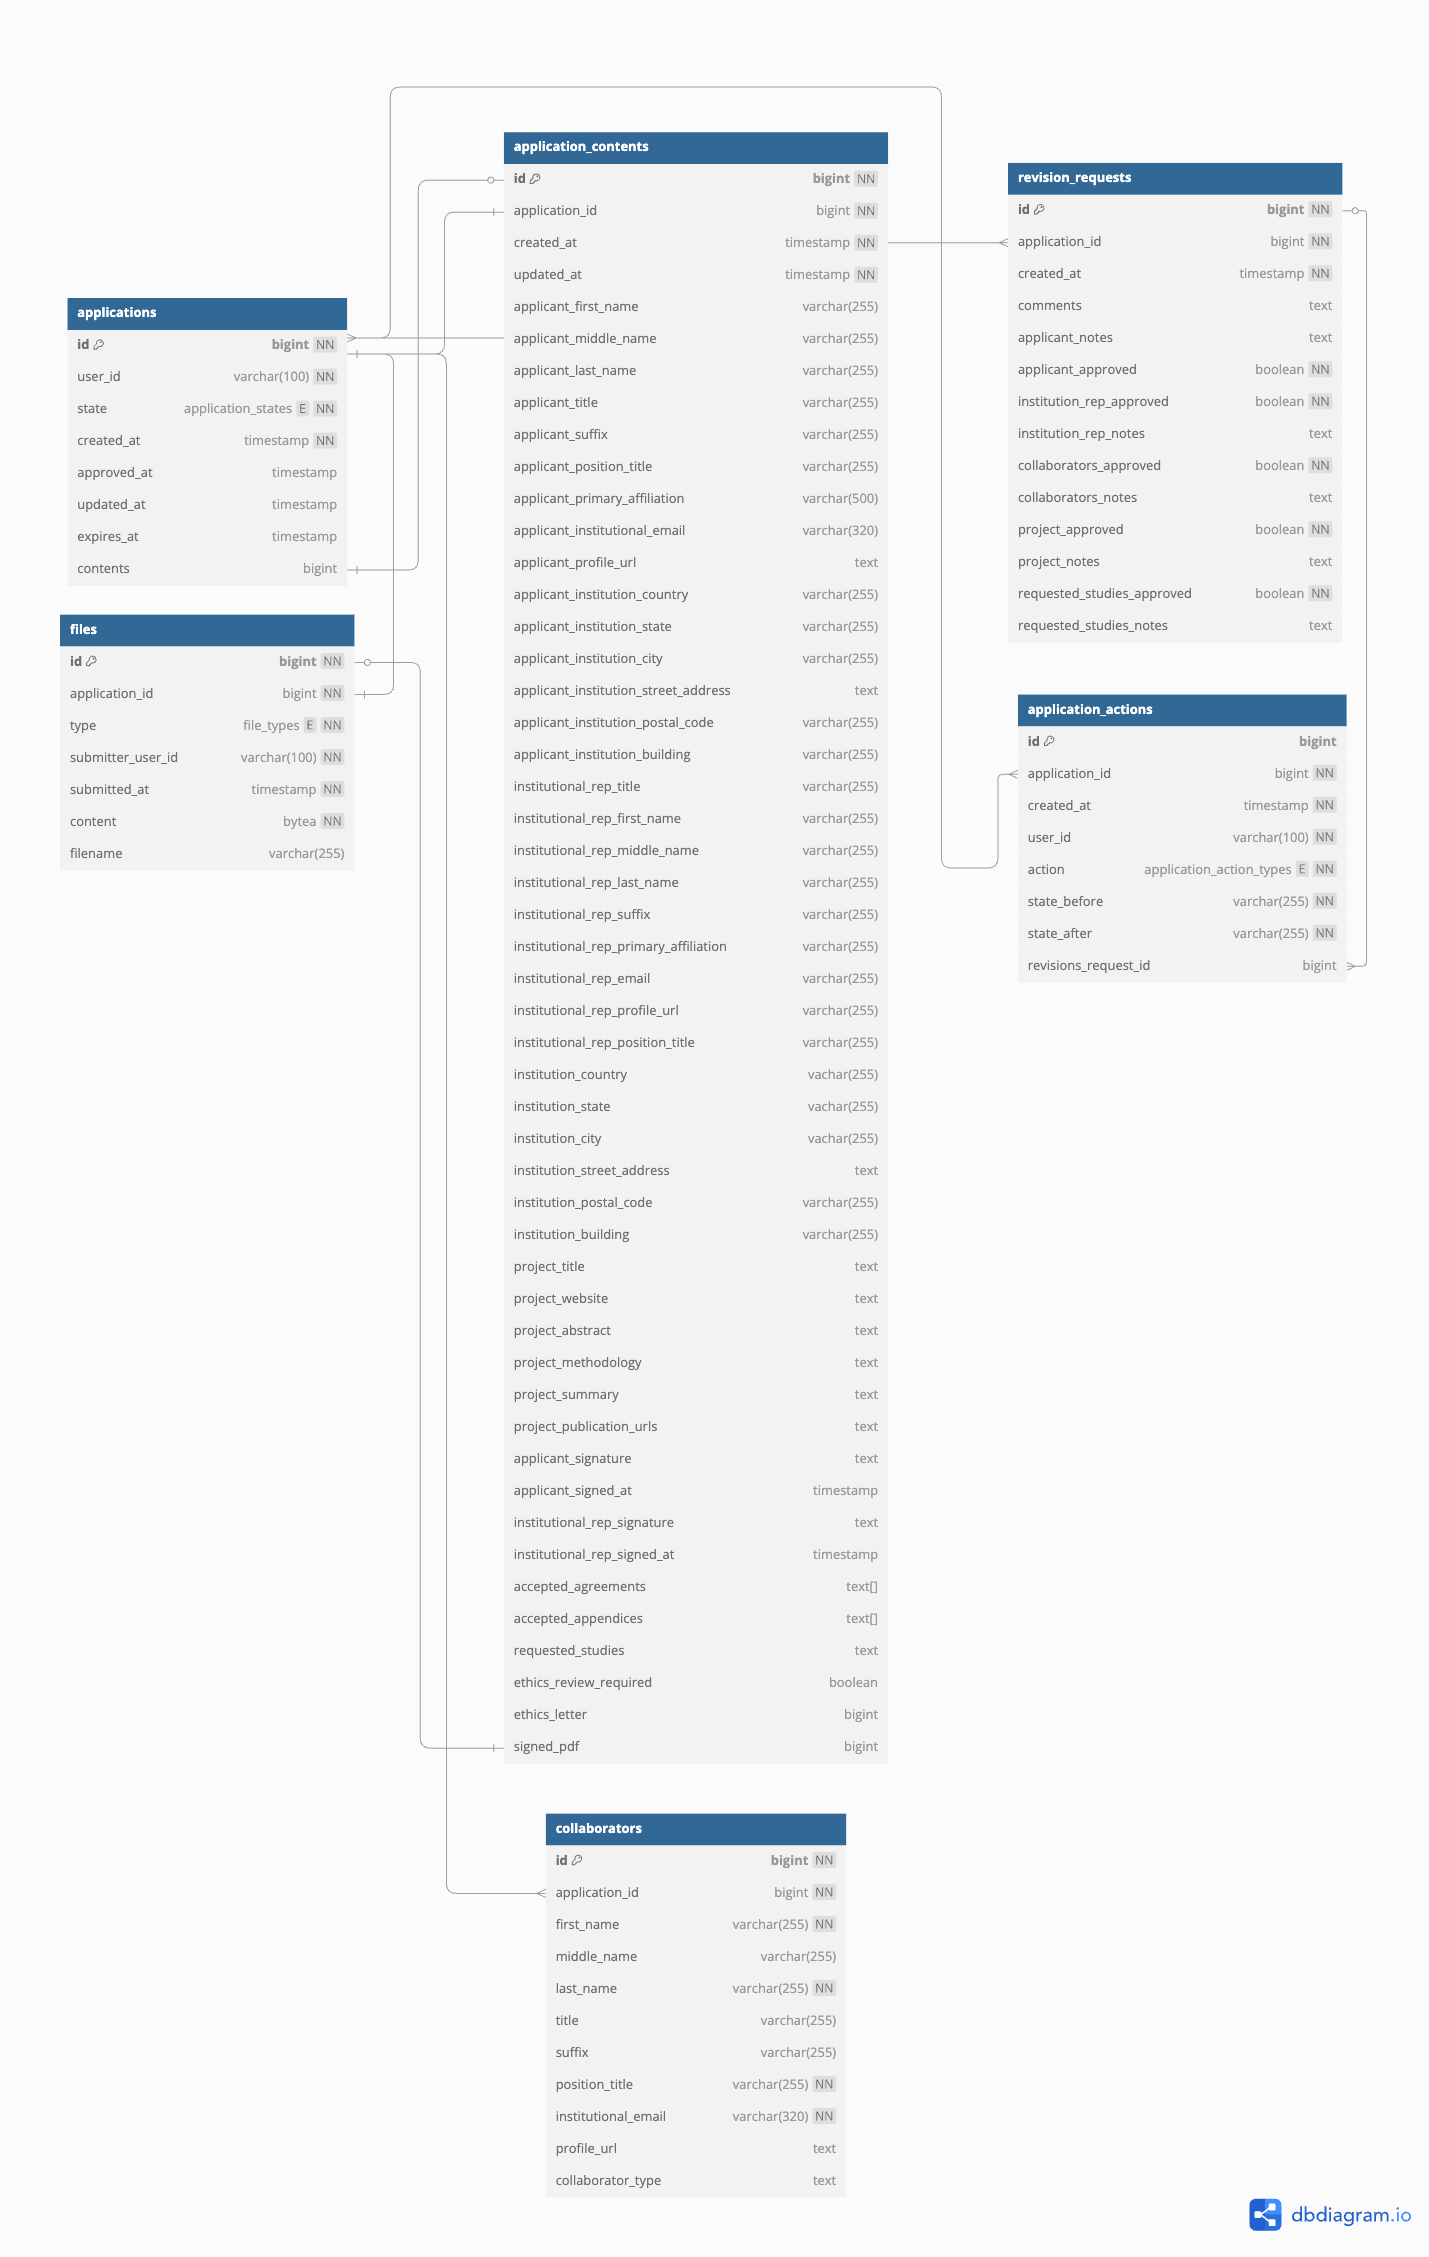 application_contents
id bigint NN
application_id bigint NN
created_at timestamp NN
updated_at timestamp NN
applicant_first_name varchar(255)
applicant_middle_name varchar(255)
applicant_last_name varchar(255)
applicant_title varchar(255)
applicant_suffix varchar(255)
applicant_position_title varchar(255)
applicant_primary_affiliation varchar(500)
applicant_institutional_email varchar(320)
applicant_profile_url text
applicant_institution_country varchar(255)
applicant_institution_state varchar(255)
applicant_institution_city varchar(255)
applicant_institution_street_address text
applicant_institution_postal_code varchar(255)
applicant_institution_building varchar(255)
institutional_rep_title varchar(255)
institutional_rep_first_name varchar(255)
institutional_rep_middle_name varchar(255)
institutional_rep_last_name varchar(255)
institutional_rep_suffix varchar(255)
institutional_rep_primary_affiliation varchar(255)
institutional_rep_email varchar(255)
institutional_rep_profile_url varchar(255)
institutional_rep_position_title varchar(255)
institution_country vachar(255)
institution_state vachar(255)
institution_city vachar(255)
institution_street_address text
institution_postal_code varchar(255)
institution_building varchar(255)
project_title text
project_website text
project_abstract text
project_methodology text
project_summary text
project_publication_urls text
applicant_signature text
applicant_signed_at timestamp
institutional_rep_signature text
institutional_rep_signed_at timestamp
accepted_agreements text[]
accepted_appendices text[]
requested_studies text
ethics_review_required boolean
ethics_letter bigint
signed_pdf bigint
revision_requests
id bigint NN
application_id bigint NN
created_at timestamp NN
comments text
applicant_notes text
applicant_approved boolean NN
institution_rep_approved boolean NN
institution_rep_notes text
collaborators_approved boolean NN
collaborators_notes text
project_approved boolean NN
project_notes text
requested_studies_approved boolean NN
requested_studies_notes text
applications
id bigint NN
user_id varchar(100) NN
state application_states E NN
created_at timestamp NN
approved_at timestamp
updated_at timestamp
expires_at timestamp
contents bigint
files
id bigint NN
application_id bigint NN
type file_types E NN
submitter_user_id varchar(100) NN
submitted_at timestamp NN
content bytea NN
filename varchar(255)
application_actions
id bigint
application_id bigint NN
created_at timestamp NN
user_id varchar(100) NN
action application_action_types E NN
state_before varchar(255) NN
state_after varchar(255) NN
revisions_request_id bigint
collaborators
id bigint NN
application_id bigint NN
first_name varchar(255) NN
middle_name varchar(255)
last_name varchar(255) NN
title varchar(255)
suffix varchar(255)
position_title varchar(255) NN
institutional_email varchar(320) NN
profile_url text
collaborator_type text
dbdiagram.io